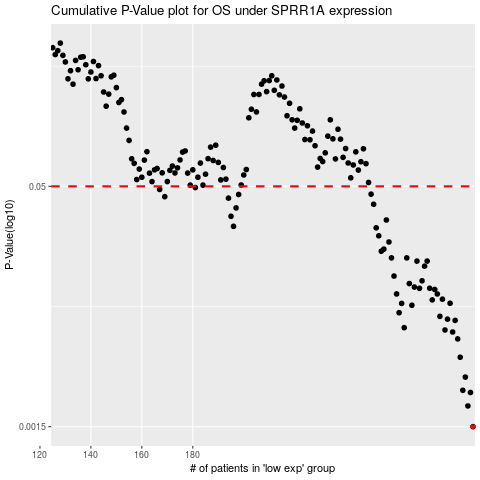 Cumulative P-Value plot for OS under SPRR1A expression
P-Value(log10)
0.05
0.0015
120 140 160 180
# of patients in 'low exp' group